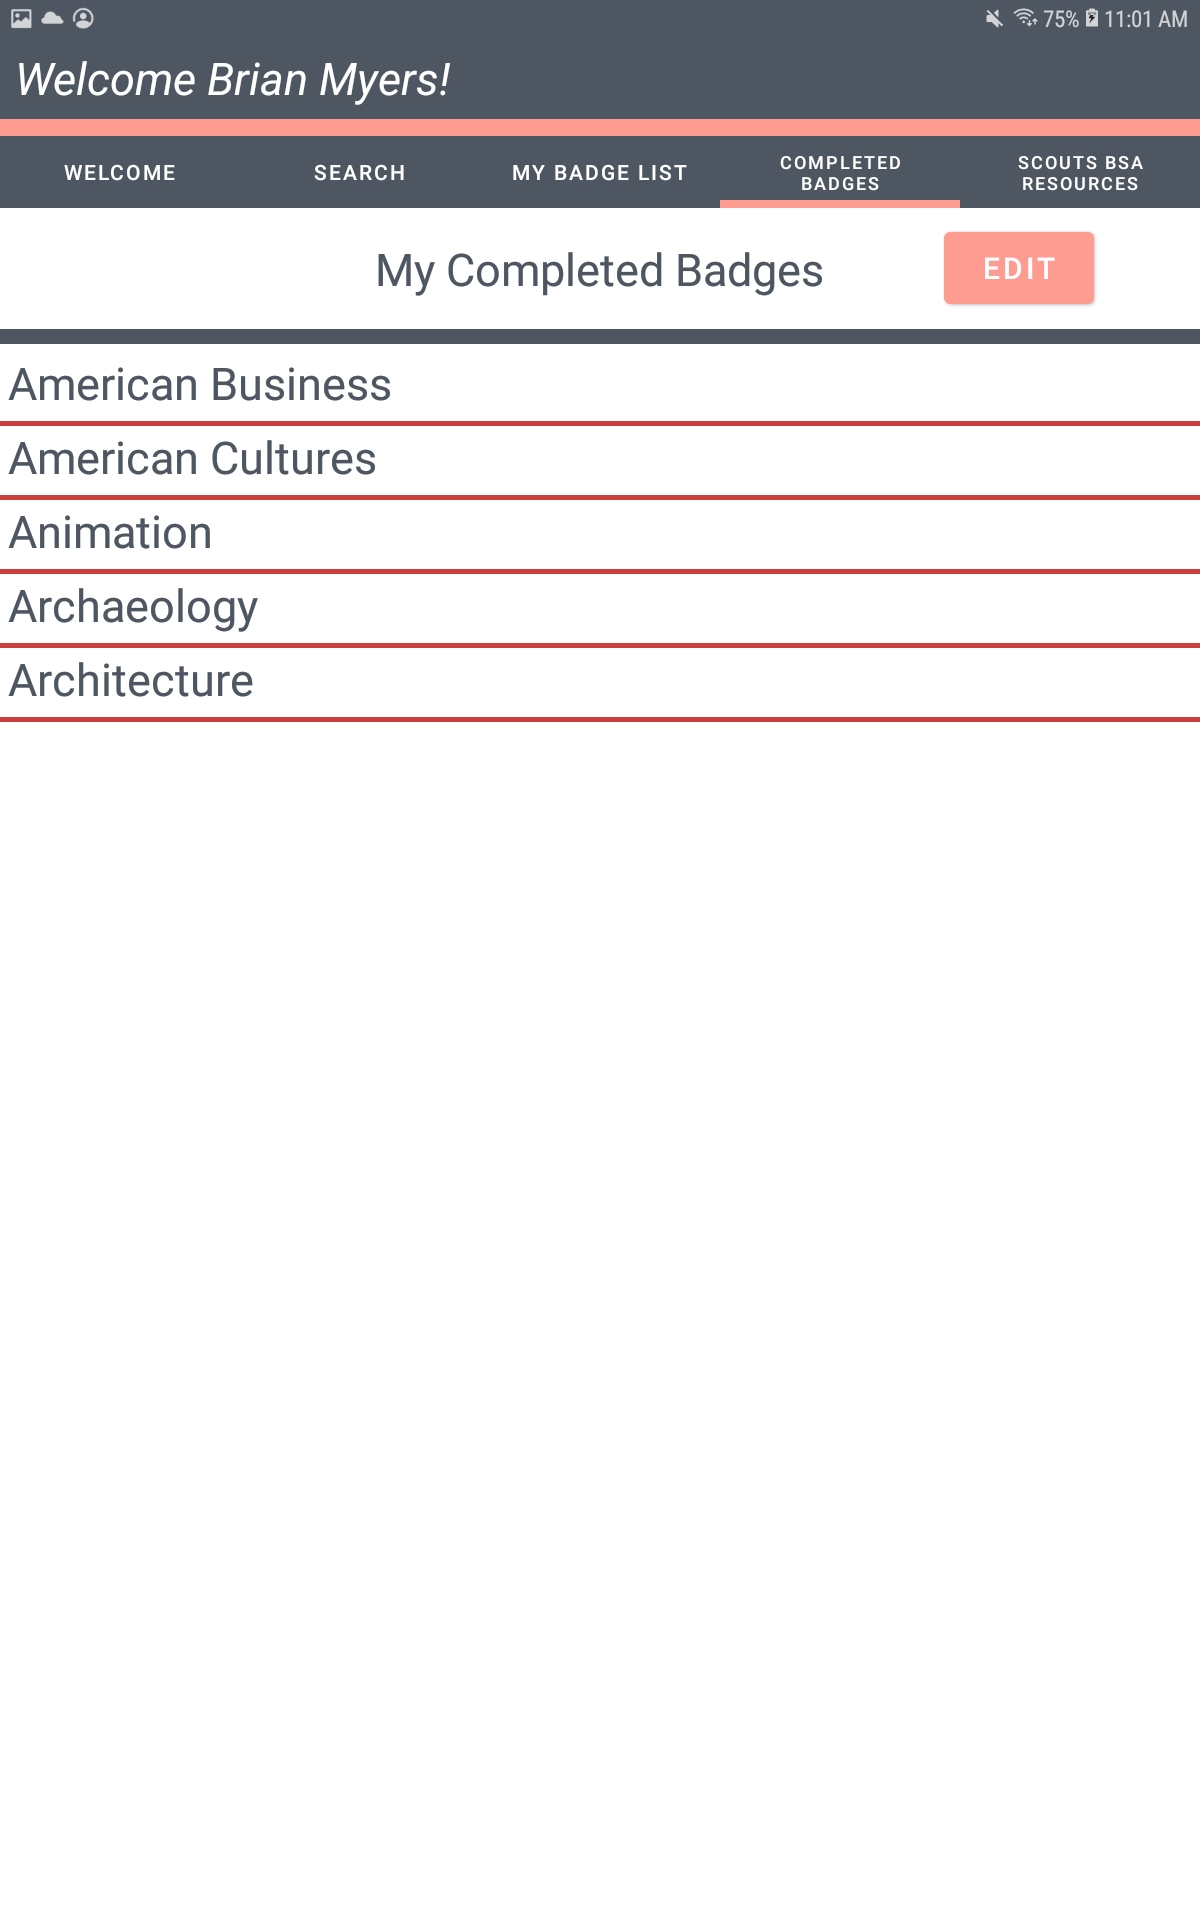 75% 11:01 AM
Welcome Brian Myers!
WELCOME
SEARCH
MY BADGE LIST
COMPLETED
BADGES
SCOUTS BSA
RESOURCES
My Completed Badges
EDIT
American Business
American Cultures
Animation
Archaeology
Architecture